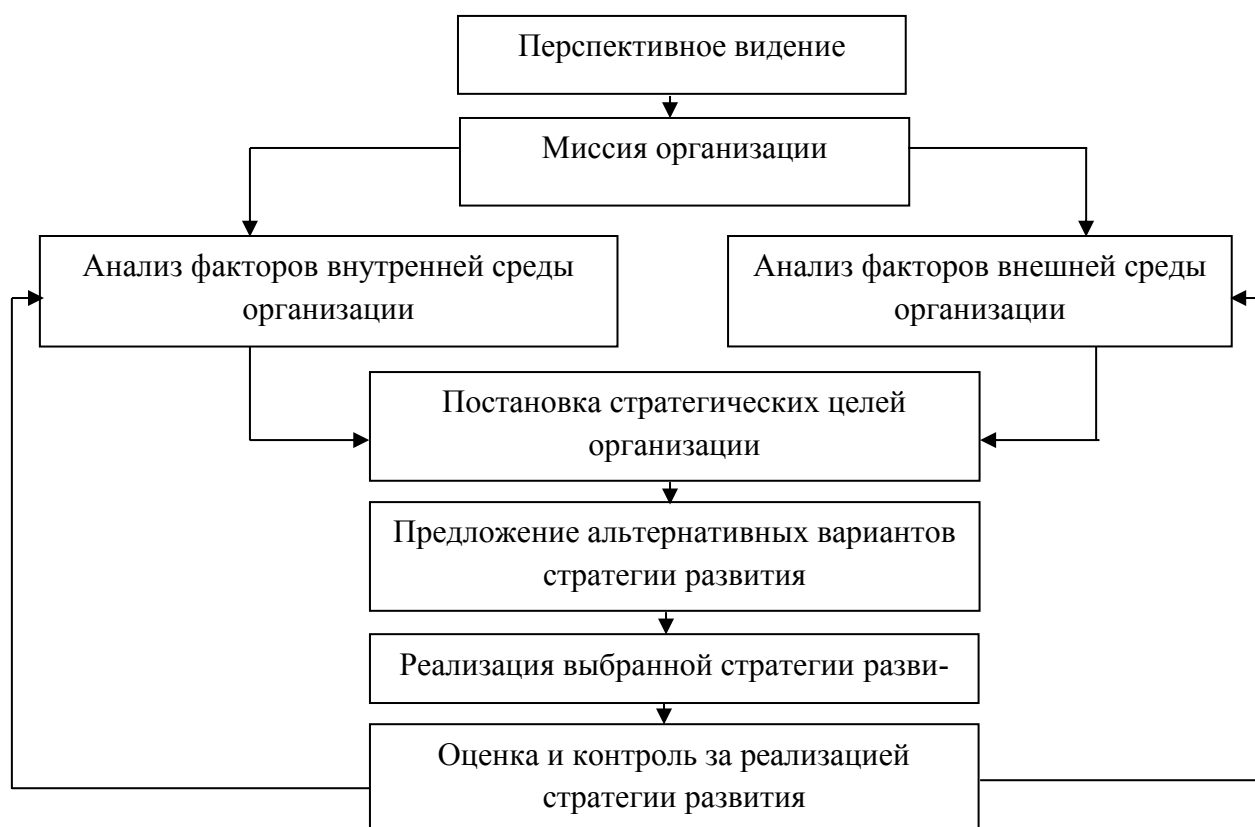 Перспективное видение
Миссия организации
Анализ факторов внутренней среды
организации
Анализ факторов внешней среды
организации
Постановка стратегических целей
организации
Предложение альтернативных вариантов
стратегии развития
Реализация выбранной стратегии разви-
Оценка и контроль за реализацией
стратегии развития